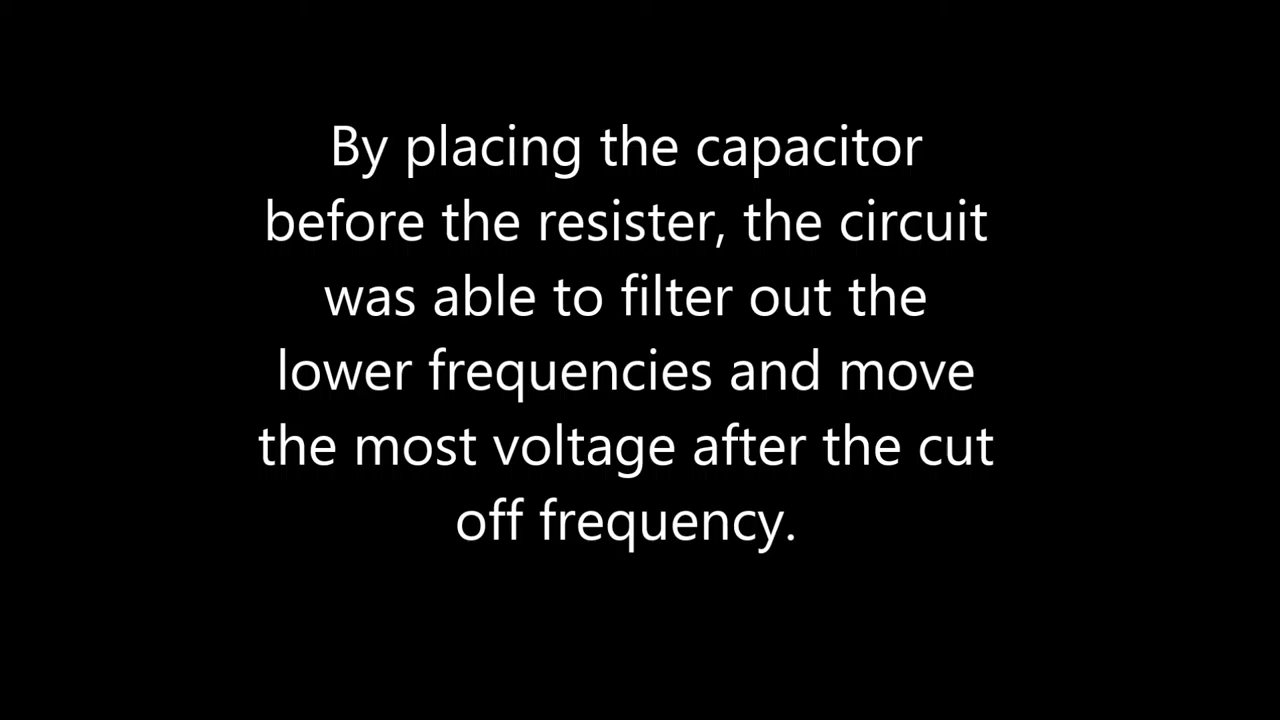 By placing the capacitor
before the resister, the circuit
was able to filter out the
lower frequencies and move
the most voltage after the cut
off frequency.